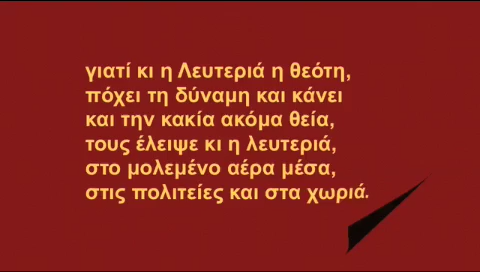 γιατί κι η Λευτεριά η θεότη,
πόχει τη δύναμη και κάνει
και την κακία ακόμα θεία,
τους έλειψε κι η λευτεριά,
στο μολεμένο αέρα μέσα,
στις πολιτείες και στα χωριά.